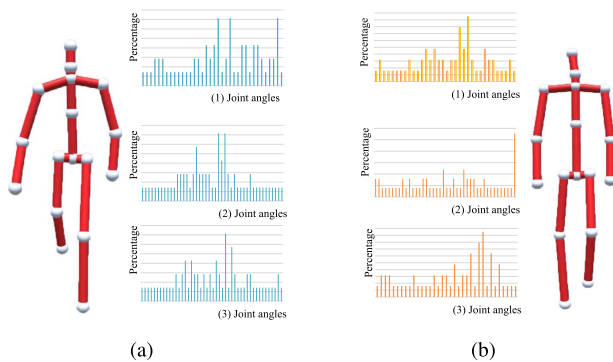 Percentage
(1) Joint angles
Percentage
(2) Joint angles
Percentage
(3) Joint angles
(a)
Percentage
(1) Joint angles
Percentage
(2) Joint angles
Percentage
(3) Joint angles
(b)